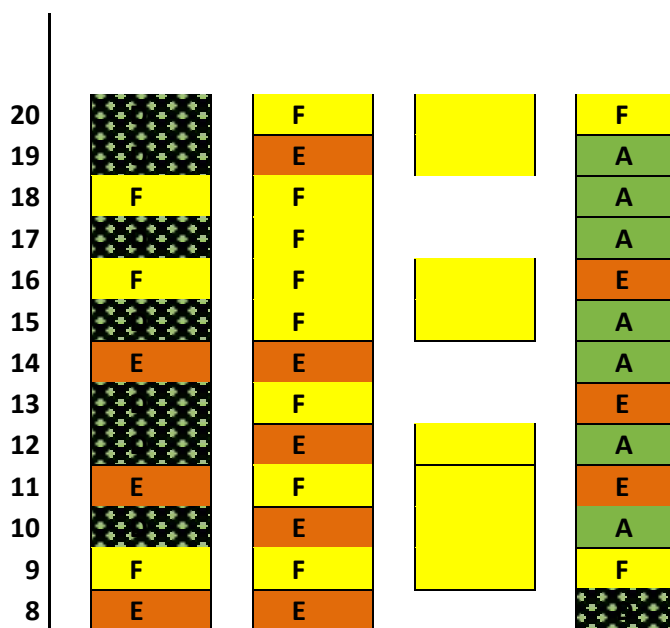 20 F F
19 E A
18 F F A
17 F A
16 F F E
15 F A
14 E E A
13 F E
12 E A
11 E F E
10 E A
9 F F F
8 E E